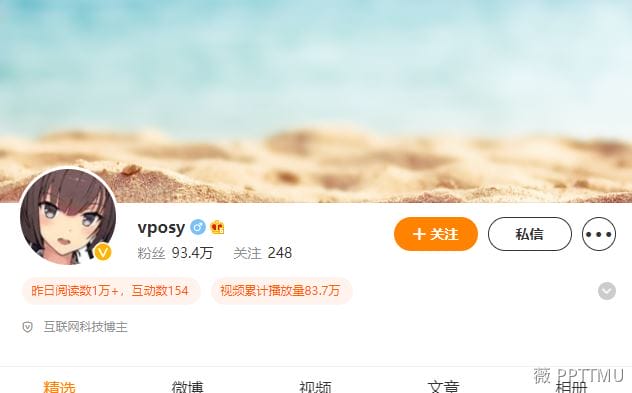 vposy
粉丝 93.4万 关注 248
+ 关注
私信
昨日阅读数1万+，互动数154
视频累计播放量83.7万
互联网科技博主
精选 微博 视频 文章 相册
薇 PPTTMU